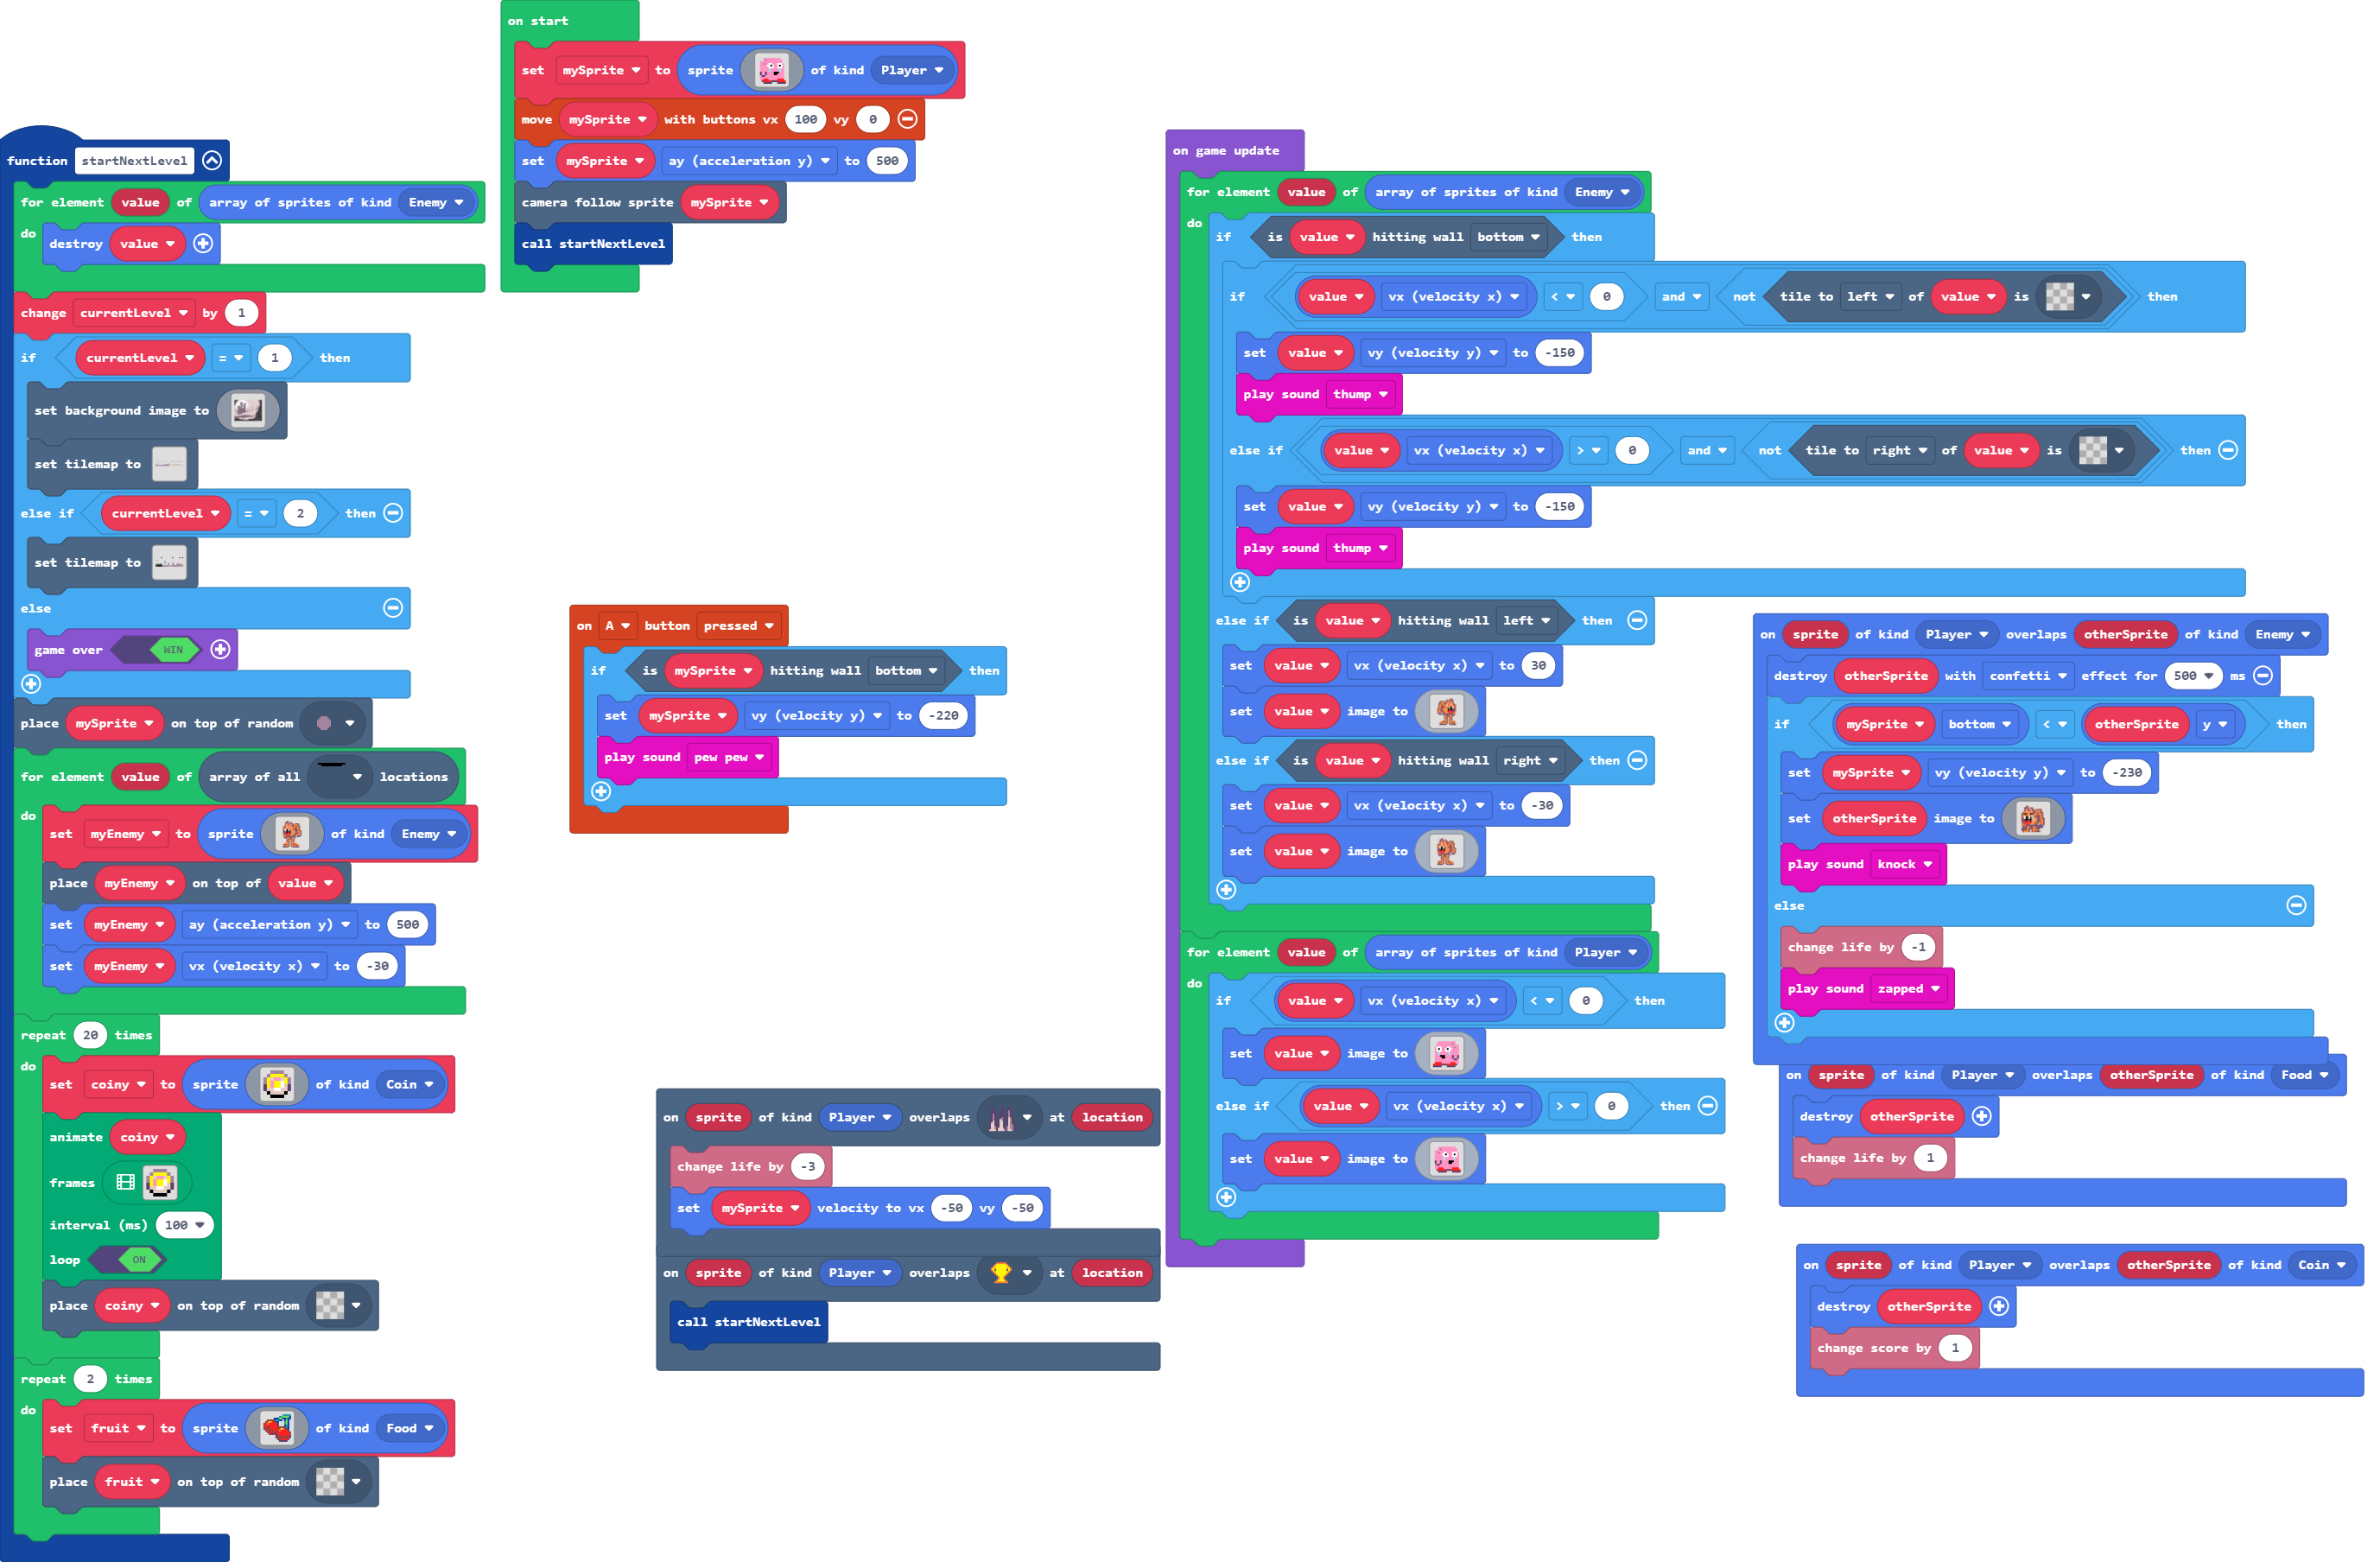 function startNextLevel
for element value of array of sprites of kind Enemy
do
destroy value
change currentLevel by 1
if currentLevel = 1 then
set background image to
set tilemap to
else if currentLevel = 2 then
set tilemap to
else
game over WIN
place mySprite on top of random
for element value of array of all locations
do
set myEnemy to sprite of kind Enemy
place myEnemy on top of value
set myEnemy ay (acceleration y) to 500
set myEnemy vx (velocity x) to -30
repeat 20 times
do
set coiny to sprite of kind Coin
animate coiny
frames
interval (ms) 100
loop ON
place coiny on top of random
repeat 2 times
do
set fruit to sprite of kind Food
place fruit on top of random
on start
set mySprite to sprite of kind Player
move mySprite with buttons vx 100 vy 0
set mySprite ay (acceleration y) to 500
camera follow sprite mySprite
call startNextLevel
on A button pressed
if is mySprite hitting wall bottom then
set mySprite vy (velocity y) to -220
play sound pew pew
on sprite of kind Player overlaps at location
change life by -3
set mySprite velocity to vx -50 vy -50
on sprite of kind Player overlaps at location
call startNextLevel
on game update
for element value of array of sprites of kind Enemy
do
if is value hitting wall bottom then
if value vx (velocity x) < 0 and not tile to left of value is then
set value vy (velocity y) to -150
play sound thump
else if value vx (velocity x) > 0 and not tile to right of value is then
set value vy (velocity y) to -150
play sound thump
else if is value hitting wall left then
set value vx (velocity x) to 30
set value image to
else if is value hitting wall right then
set value vx (velocity x) to -30
set value image to
for element value of array of sprites of kind Player
do
if value vx (velocity x) < 0 then
set value image to
else if value vx (velocity x) > 0 then
set value image to
on sprite of kind Player overlaps otherSprite of kind Enemy
destroy otherSprite with confetti effect for 500 ms
if mySprite bottom < otherSprite y then
set mySprite vy (velocity y) to -230
set otherSprite image to
play sound knock
else
change life by -1
play sound zapped
on sprite of kind Player overlaps otherSprite of kind Food
destroy otherSprite
change life by 1
on sprite of kind Player overlaps otherSprite of kind Coin
destroy otherSprite
change score by 1